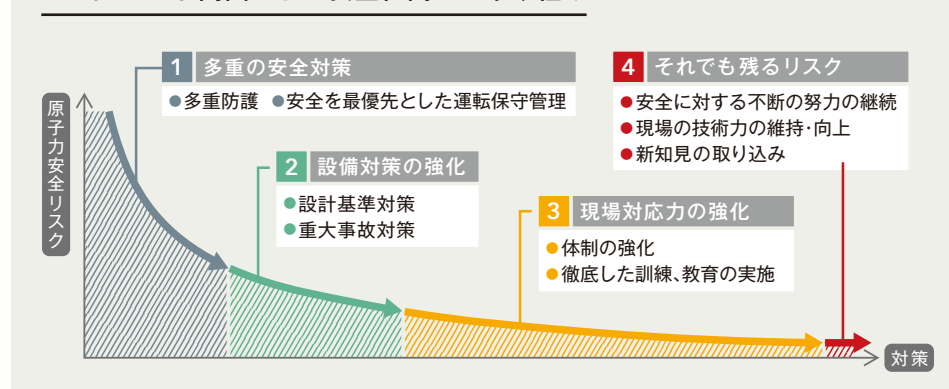 1 多重の安全対策
●多重防護 ●安全を最優先とした運転保守管理
2 設備対策の強化
●設計基準対策
●重大事故対策
3 現場対応力の強化
●体制の強化
●徹底した訓練、教育の実施
4 それでも残るリスク
●安全に対する不断の努力の継続
●現場の技術力の維持・向上
●新知見の取り込み
原子力安全リスク
対策